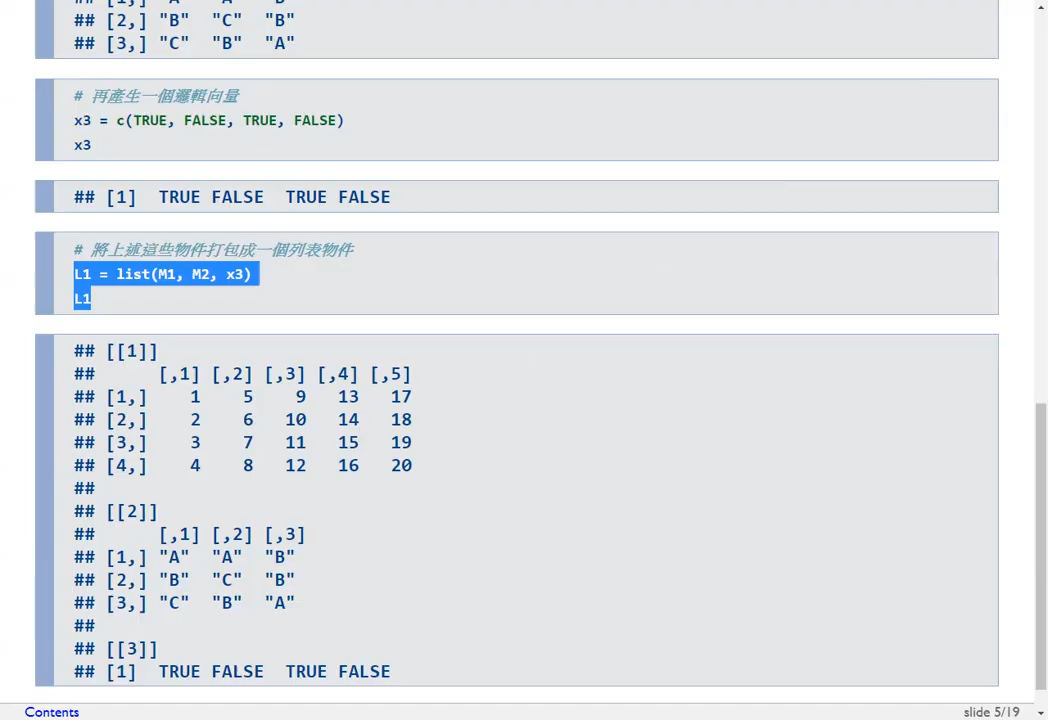 ## [2,] "B" "C" "B"
## [3,] "C" "B" "A"
# 再產生一個邏輯向量
x3 = c(TRUE, FALSE, TRUE, FALSE)
x3
## [1] TRUE FALSE TRUE FALSE
# 將上述這些物件打包成一個列表物件
L1 = list(M1, M2, x3)
L1
## [[1]]
## [,1] [,2] [,3] [,4] [,5]
## [1,] 1 5 9 13 17
## [2,] 2 6 10 14 18
## [3,] 3 7 11 15 19
## [4,] 4 8 12 16 20
##
## [[2]]
## [,1] [,2] [,3]
## [1,] "A" "A" "B"
## [2,] "B" "C" "B"
## [3,] "C" "B" "A"
##
## [[3]]
## [1] TRUE FALSE TRUE FALSE
Contents
slide 5/19